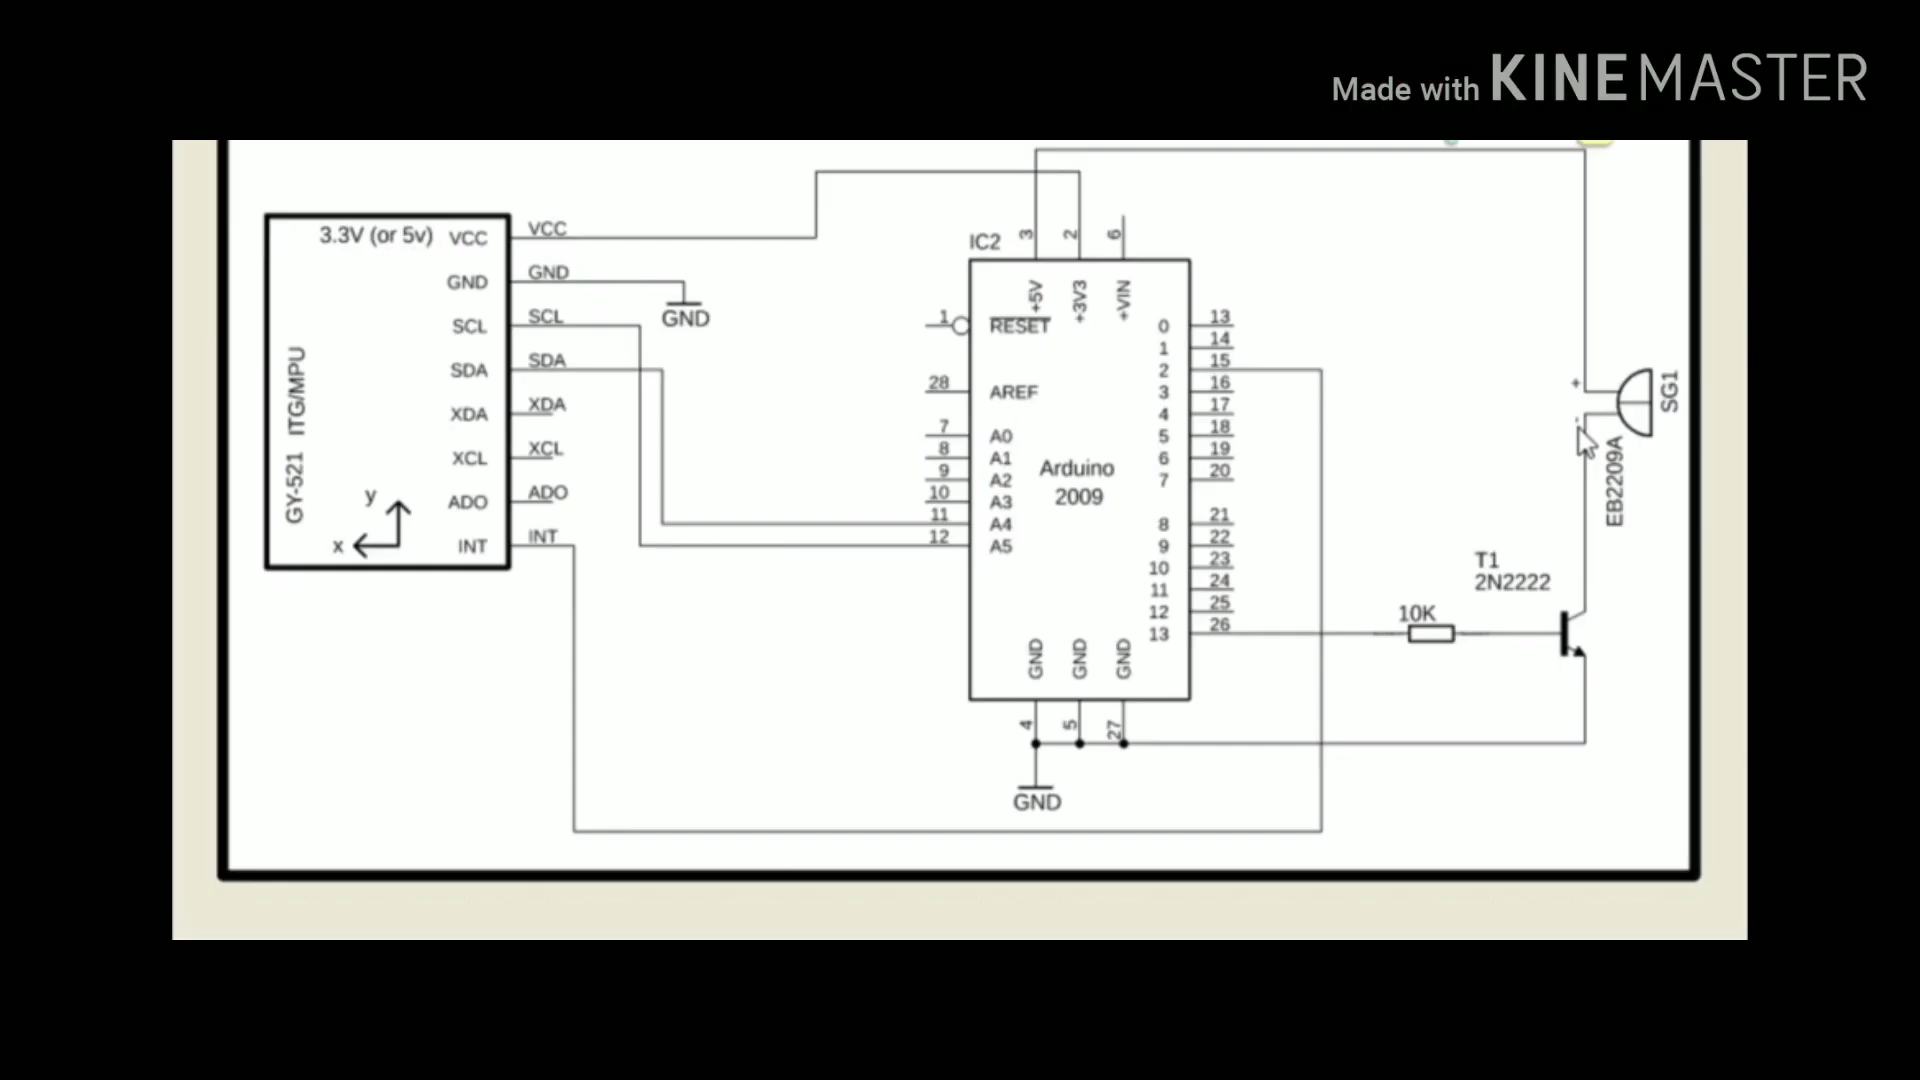 Made with KINEMASTER
3.3V (or 5v)
VCC
GND
SCL
SDA
XDA
XCL
ADO
INT
GY-521 ITG/MPU
y
x
VCC
GND
SCL
SDA
XDA
XCL
ADO
INT
GND
IC2
3
2
6
+5V
+3V3
+VIN
1
RESET
28
AREF
7
A0
8
A1
9
A2
10
A3
11
A4
12
A5
Arduino
2009
0
13
1
14
2
15
3
16
4
17
5
18
6
19
7
20
8
21
9
22
10
23
11
24
12
25
13
26
GND
GND
GND
4
5
27
GND
10K
T1
2N2222
+
-
SG1
EB2209A